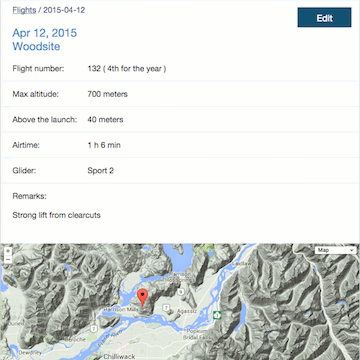 Flights / 2015-04-12
Edit
Apr 12, 2015
Woodsite
Flight number: 132 ( 4th for the year )
Max altitude: 700 meters
Above the launch: 40 meters
Airtime: 1 h 6 min
Glider: Sport 2
Remarks:
Strong lift from clearcuts
+
Map
−
Harrison Mills
Agassiz
Bridal Falls
Dewdney
Chilliwack